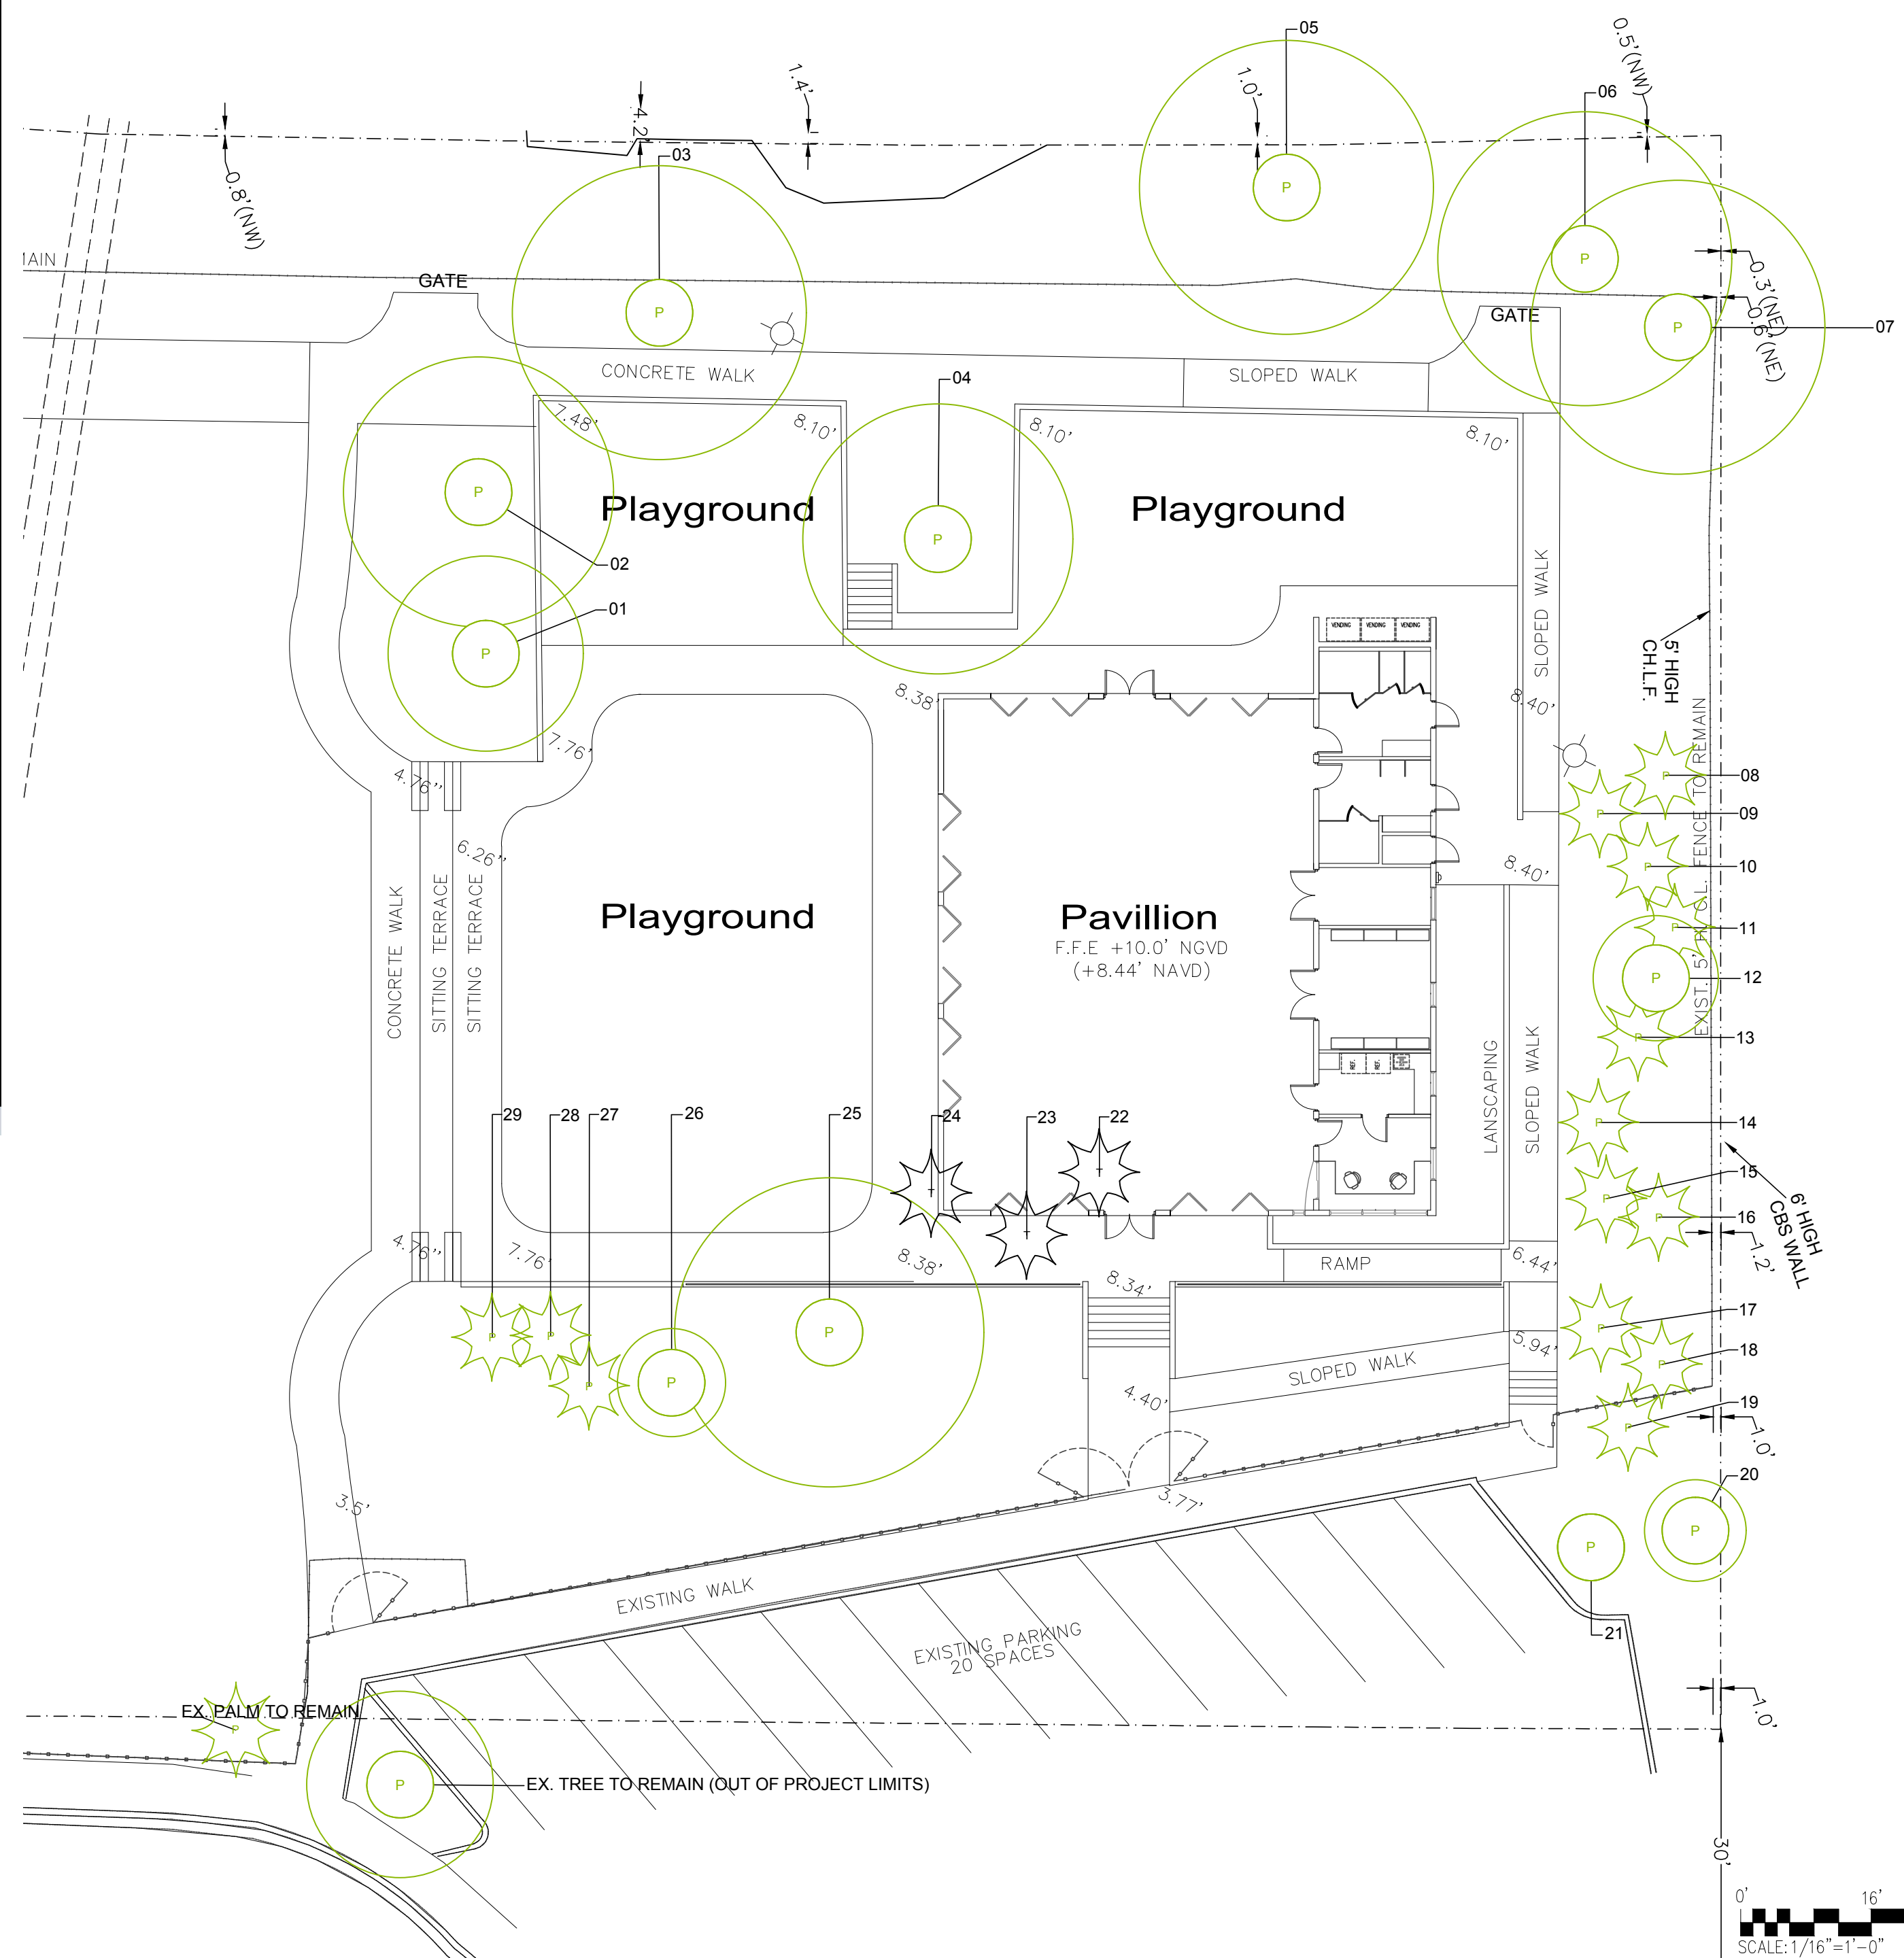 05
0.5'(NW)
06
1.4'
1.0'
4.2'
03
0.8'(NW)
GATE
0.3'(NE)
0.6'(NE)
GATE
07
CONCRETE WALK
SLOPED WALK
04
7.48'
8.10'
8.10'
8.10'
P
P
P
P
P
P
P
Playground
Playground
02
01
SLOPED WALK
5' HIGH
CH.L.F.
VENDING
VENDING
VENDING
8.38'
8.40'
7.76'
4.76''
08
09
10
11
12
13
14
15
16
17
18
19
20
21
EXIST. 5' H. C.L. FENCE TO REMAIN
6.26''
8.40'
CONCRETE WALK
SITTING TERRACE
SITTING TERRACE
Playground
Pavillion
F.F.E +10.0' NGVD
(+8.44' NAVD)
LANSCAPING
SLOPED WALK
REF.
REF.
29
28
27
26
25
24
23
22
T
T
T
6' HIGH
CBS WALL
1.2'
4.76''
7.76'
8.38'
8.34'
RAMP
6.44'
5.94'
P
P
P
P
P
SLOPED WALK
4.40'
1.0'
3.5'
3.77'
P
P
EXISTING WALK
EXISTING PARKING
20 SPACES
EX. PALM TO REMAIN
P
1.0'
P
EX. TREE TO REMAIN (OUT OF PROJECT LIMITS)
30'
0'
16'
SCALE: 1/16"=1'-0"